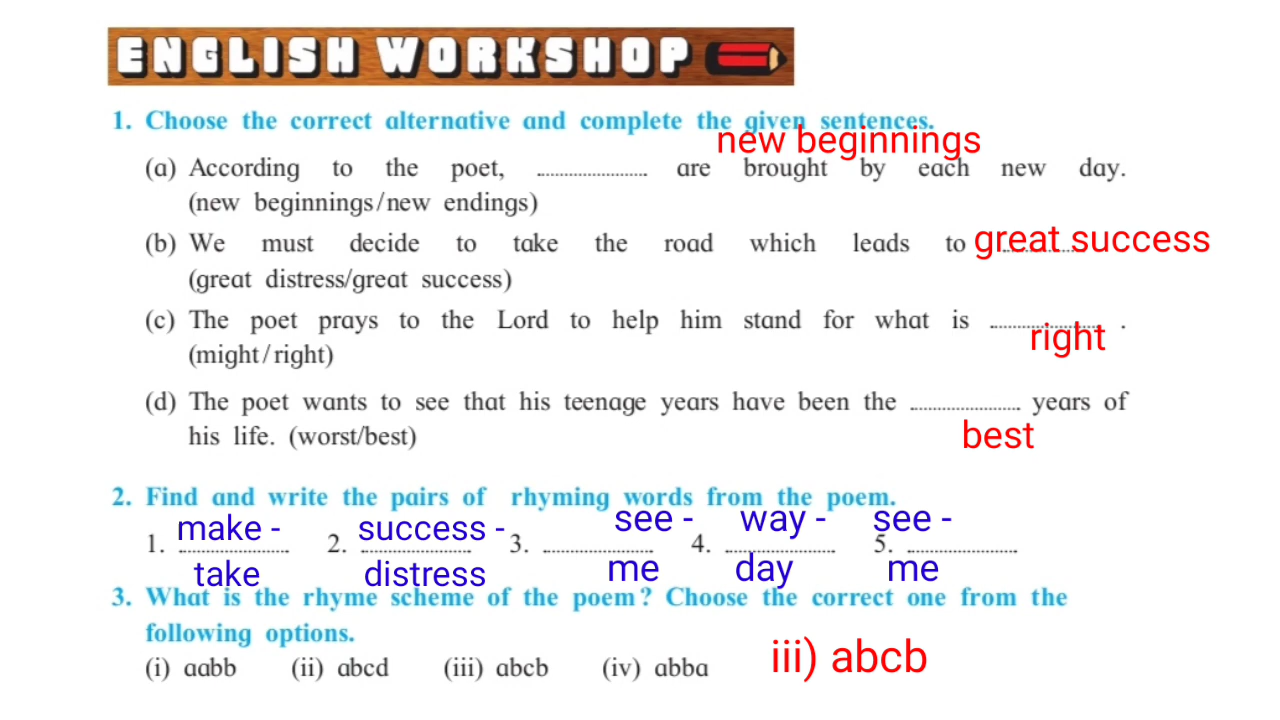 ENGLISH WORKSHOP
1. Choose the correct alternative and complete the given sentences.
new beginnings
(a) According to the poet, ...................... are brought by each new day.
(new beginnings/new endings)
(b) We must decide to take the road which leads to great success
(great distress/great success)
(c) The poet prays to the Lord to help him stand for what is ...................... .
right
(might/right)
(d) The poet wants to see that his teenage years have been the ...................... years of
his life. (worst/best)
best
2. Find and write the pairs of rhyming words from the poem.
make - success - see - way - see -
1. ...................... 2. ...................... 3. ...................... 4. ...................... 5. ......................
take distress me day me
3. What is the rhyme scheme of the poem? Choose the correct one from the
following options.
(i) aabb (ii) abcd (iii) abcb (iv) abba iii) abcb